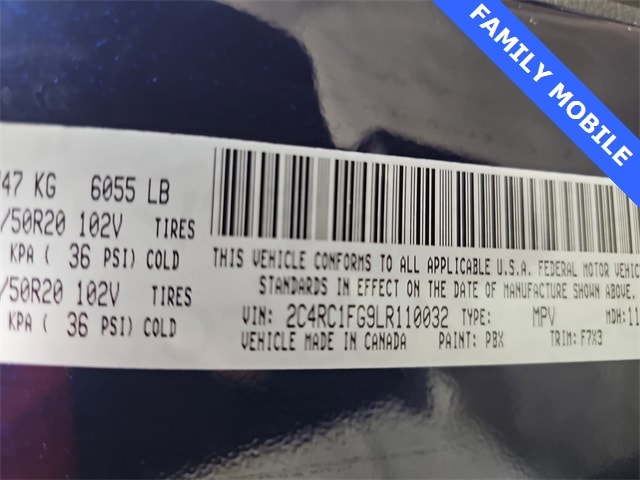 FAMILY MOBILE
47 KG 6055 LB
/50R20 102V TIRES
KPA ( 36 PSI) COLD
/50R20 102V TIRES
KPA ( 36 PSI) COLD
THIS VEHICLE CONFORMS TO ALL APPLICABLE U.S.A. FEDERAL MOTOR VEHIC
STANDARDS IN EFFECT ON THE DATE OF MANUFACTURE SHOWN ABOVE.
VIN: 2C4RC1FG9LR110032 TYPE: MPV MDH: 11
VEHICLE MADE IN CANADA PAINT: PBX TRIM: F7X3